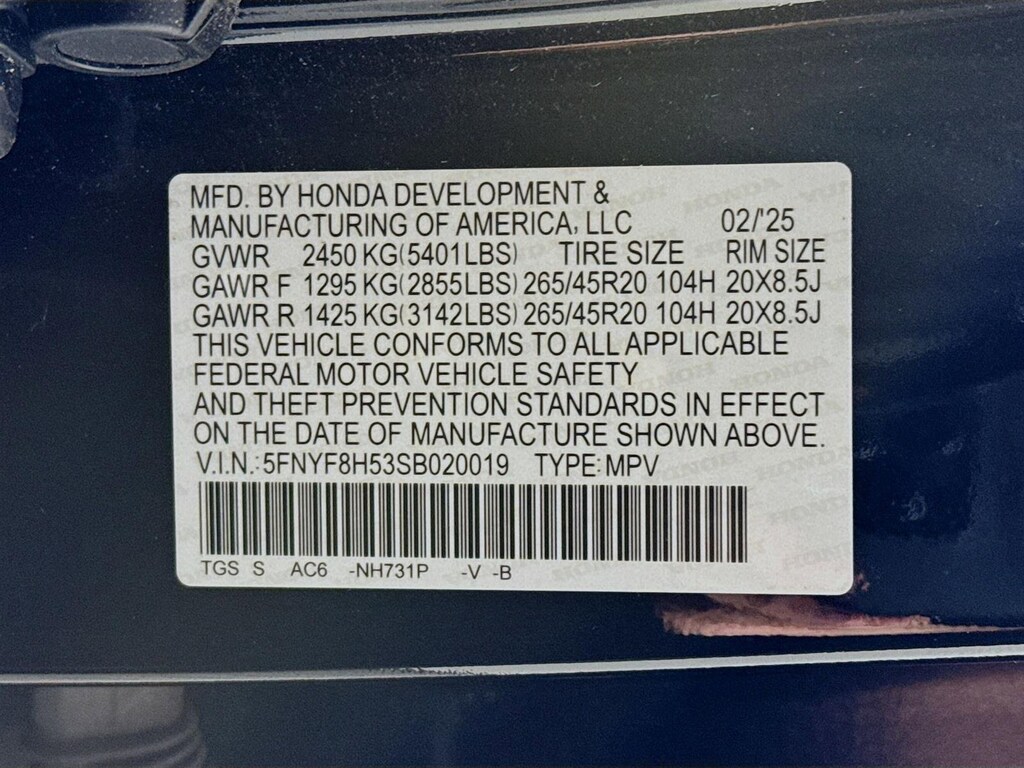 MFD. BY HONDA DEVELOPMENT &
MANUFACTURING OF AMERICA, LLC 02/'25
GVWR 2450 KG(5401LBS) TIRE SIZE RIM SIZE
GAWR F 1295 KG(2855LBS) 265/45R20 104H 20X8.5J
GAWR R 1425 KG(3142LBS) 265/45R20 104H 20X8.5J
THIS VEHICLE CONFORMS TO ALL APPLICABLE
FEDERAL MOTOR VEHICLE SAFETY
AND THEFT PREVENTION STANDARDS IN EFFECT
ON THE DATE OF MANUFACTURE SHOWN ABOVE.
V.I.N.:5FNYF8H53SB020019 TYPE:MPV
TGS S AC6 -NH731P -V -B